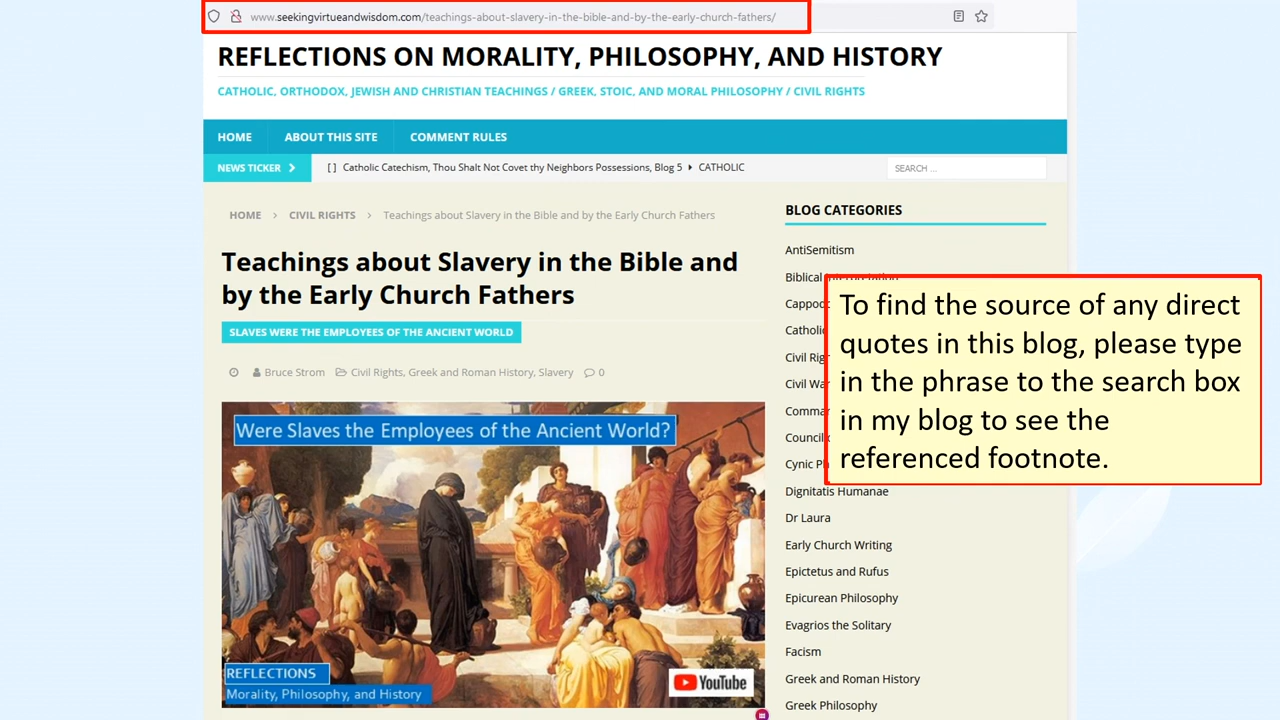 www.seekingvirtueandwisdom.com/teachings-about-slavery-in-the-bible-and-by-the-early-church-fathers/
REFLECTIONS ON MORALITY, PHILOSOPHY, AND HISTORY
CATHOLIC, ORTHODOX, JEWISH AND CHRISTIAN TEACHINGS / GREEK, STOIC, AND MORAL PHILOSOPHY / CIVIL RIGHTS
HOME ABOUT THIS SITE COMMENT RULES
NEWS TICKER [ ] Catholic Catechism, Thou Shalt Not Covet thy Neighbors Possessions, Blog 5 CATHOLIC
SEARCH ...
HOME > CIVIL RIGHTS > Teachings about Slavery in the Bible and by the Early Church Fathers
Teachings about Slavery in the Bible and
by the Early Church Fathers
SLAVES WERE THE EMPLOYEES OF THE ANCIENT WORLD
Bruce Strom Civil Rights, Greek and Roman History, Slavery 0
Were Slaves the Employees of the Ancient World?
REFLECTIONS
Morality, Philosophy, and History
YouTube
BLOG CATEGORIES
AntiSemitism
Biblical
Civil
Cynic
Dignitatis Humanae
Dr Laura
Early Church Writing
Epictetus and Rufus
Epicurean Philosophy
Evagrios the Solitary
Facism
Greek and Roman History
Greek Philosophy
To find the source of any direct
quotes in this blog, please type
in the phrase to the search box
in my blog to see the
referenced footnote.